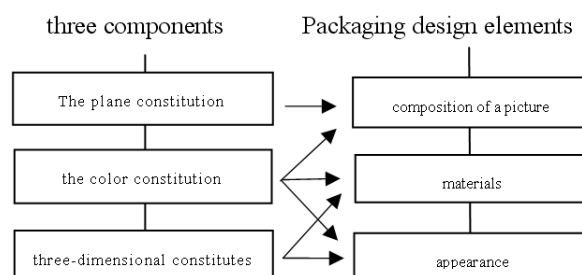 three components
Packaging design elements
The plane constitution
composition of a picture
the color constitution
materials
three-dimensional constitutes
appearance